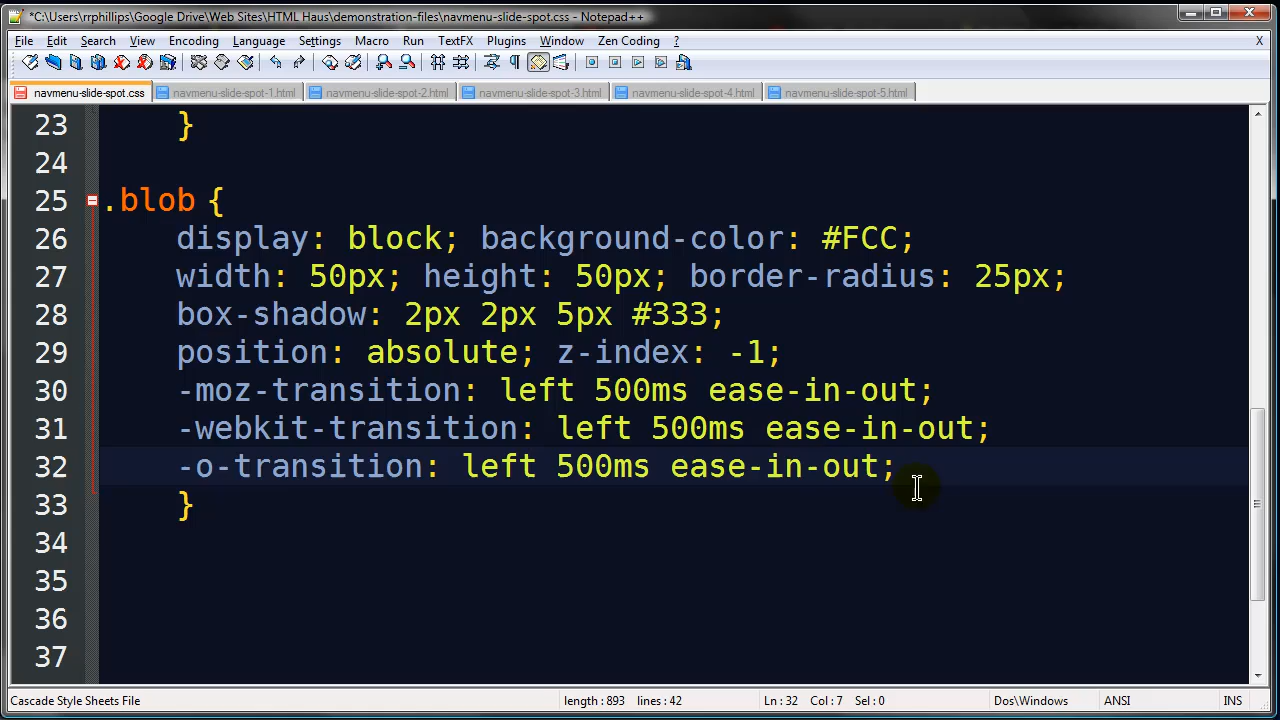 *C:\Users\rrphillips\Google Drive\Web Sites\HTML Haus\demonstration-files\navmenu-slide-spot.css - Notepad++
File Edit Search View Encoding Language Settings Macro Run TextFX Plugins Window Zen Coding ? X
navmenu-slide-spot.css navmenu-slide-spot-1.html navmenu-slide-spot-2.html navmenu-slide-spot-3.html navmenu-slide-spot-4.html navmenu-slide-spot-5.html
23 }
24
25 .blob {
26 display: block; background-color: #FCC;
27 width: 50px; height: 50px; border-radius: 25px;
28 box-shadow: 2px 2px 5px #333;
29 position: absolute; z-index: -1;
30 -moz-transition: left 500ms ease-in-out;
31 -webkit-transition: left 500ms ease-in-out;
32 -o-transition: left 500ms ease-in-out;
33 }
34
35
36
37
Cascade Style Sheets File length : 893 lines : 42 Ln : 32 Col : 7 Sel : 0 Dos\Windows ANSI INS